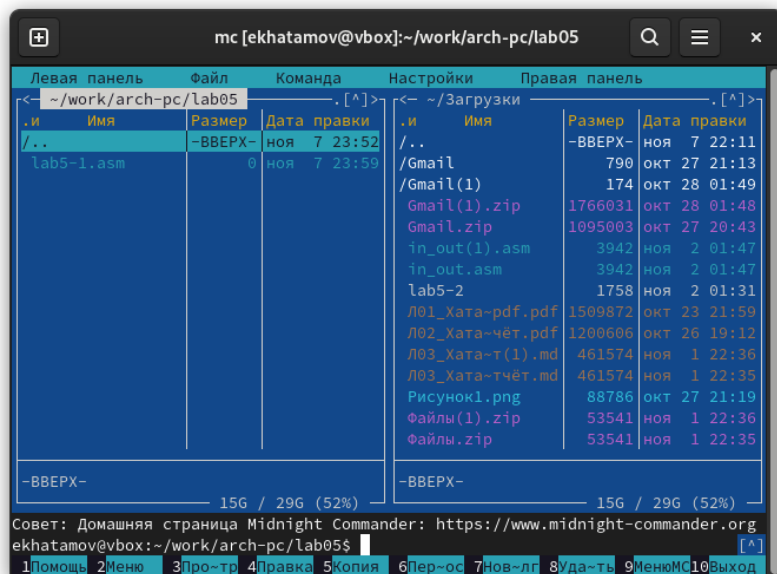 mc [ekhatamov@vbox]:~/work/arch-pc/lab05
Левая панель Файл Команда Настройки Правая панель
<— ~/work/arch-pc/lab05 .[^]>
.и Имя Размер Дата правки
/.. -ВВЕРХ- ноя 7 23:52
lab5-1.asm 0 ноя 7 23:59
-ВВЕРХ-
15G / 29G (52%)
<— ~/Загрузки .[^]>
.и Имя Размер Дата правки
/.. -ВВЕРХ- ноя 7 22:11
/Gmail 790 окт 27 21:13
/Gmail(1) 174 окт 28 01:49
Gmail(1).zip 1766031 окт 28 01:48
Gmail.zip 1095003 окт 27 20:43
in_out(1).asm 3942 ноя 2 01:47
in_out.asm 3942 ноя 2 01:47
lab5-2 1758 ноя 2 01:31
Л01_Хата~pdf.pdf 1509872 окт 23 21:59
Л02_Хата~чёт.pdf 1200606 окт 26 19:12
Л03_Хата~т(1).md 461574 ноя 1 22:36
Л03_Хата~тчёт.md 461574 ноя 1 22:35
Рисунок1.png 88786 окт 27 21:19
Файлы(1).zip 53541 ноя 1 22:36
Файлы.zip 53541 ноя 1 22:35
-ВВЕРХ-
15G / 29G (52%)
Совет: Домашняя страница Midnight Commander: https://www.midnight-commander.org
ekhatamov@vbox:~/work/arch-pc/lab05$ [^]
1Помощь 2Меню 3Про~тр 4Правка 5Копия 6Пер~ос 7Нов~лг 8Уда~ть 9МенюMC 10Выход